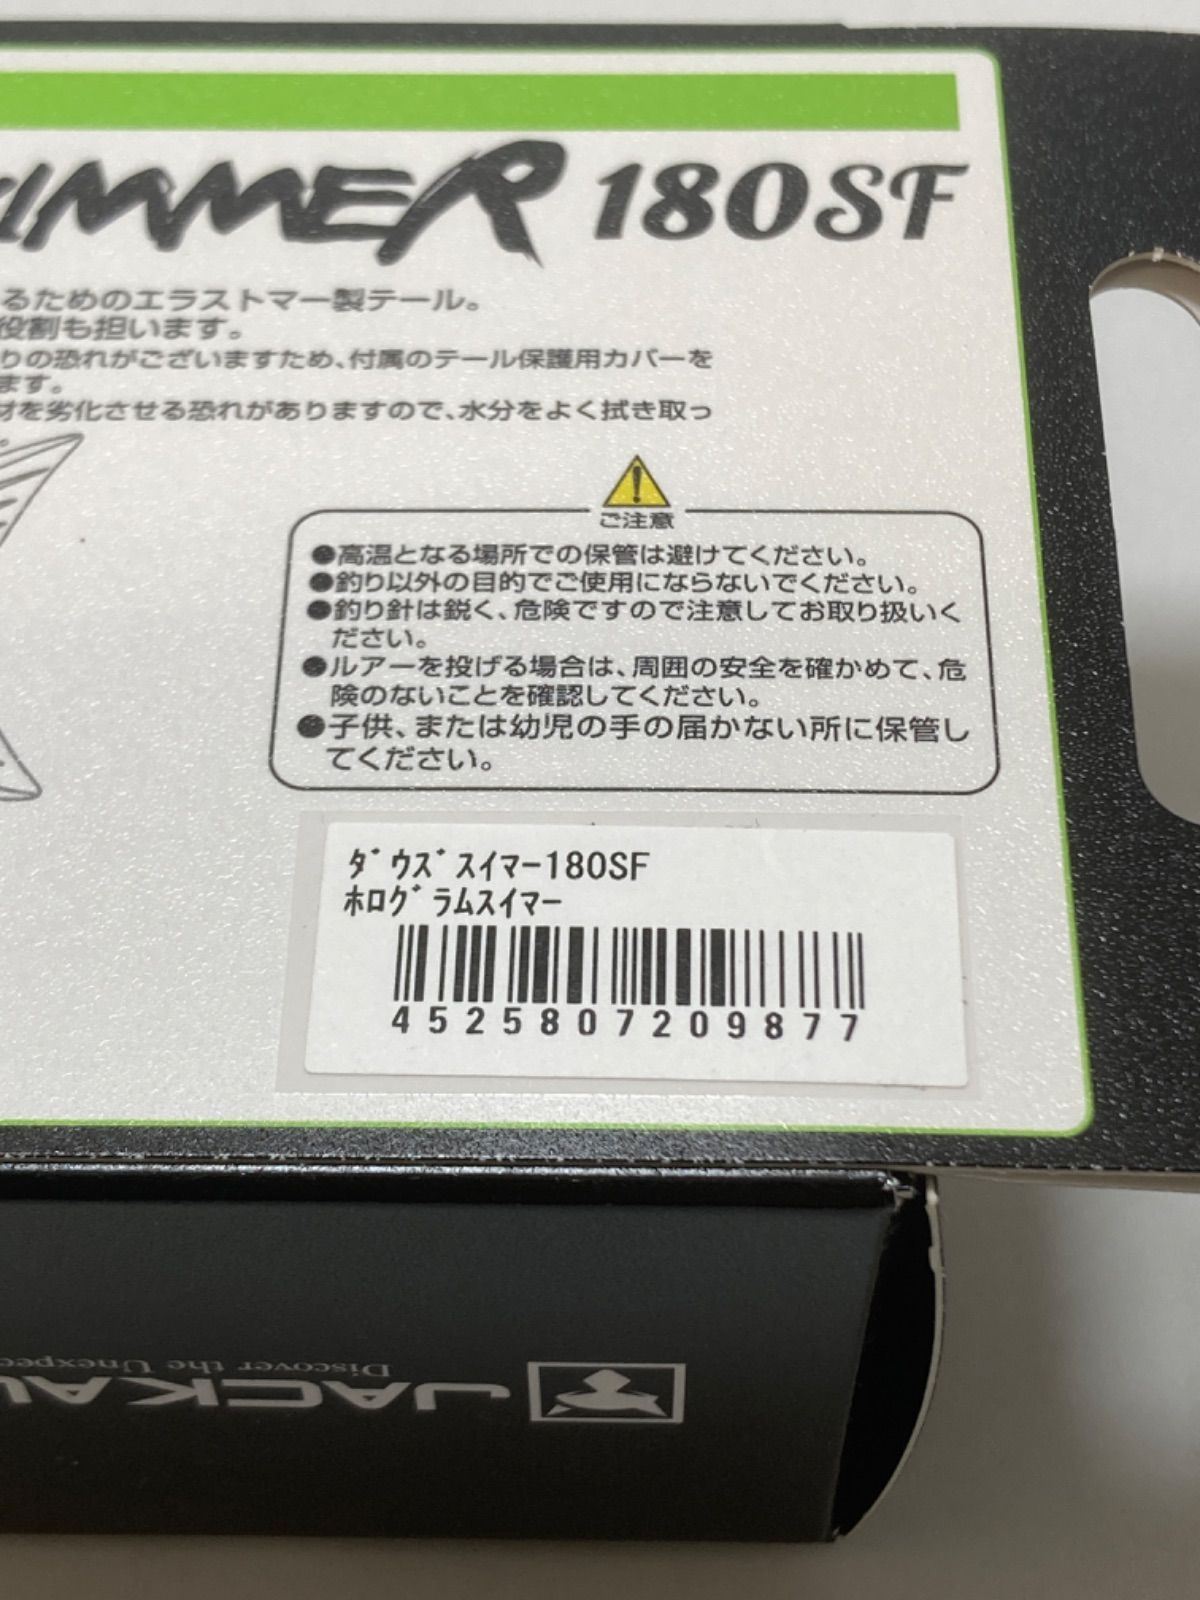 IMMER 180SF
るためのエラストマー製テール。
役割も担います。
りの恐れがございますため、付属のテール保護用カバーを
ます。
材を劣化させる恐れがありますので、水分をよく拭き取っ
ご注意
●高温となる場所での保管は避けてください。
●釣り以外の目的でご使用にならないでください。
●釣り針は鋭く、危険ですので注意してお取り扱いく
ださい。
●ルアーを投げる場合は、周囲の安全を確かめて、危
険のないことを確認してください。
●子供、または幼児の手の届かない所に保管し
てください。
ﾀﾞｳｽﾞｽｲﾏｰ180SF
ﾎﾛｸﾞﾗﾑｽｲﾏｰ
4525807209877
Discover the Unexpec
JACKA